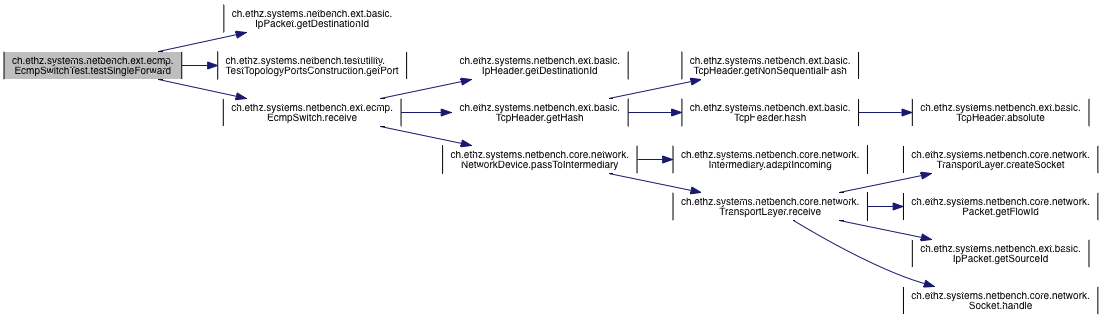 ch.ethz.systems.netbench.ext.ecmp.
EcmpSwitchTest.testSingleForward
ch.ethz.systems.netbench.ext.basic.
IpPacket.getDestinationId
ch.ethz.systems.netbench.testutility.
TestTopologyPortsConstruction.getPort
ch.ethz.systems.netbench.ext.ecmp.
EcmpSwitch.receive
ch.ethz.systems.netbench.ext.basic.
IpHeader.getDestinationId
ch.ethz.systems.netbench.ext.basic.
TcpHeader.getHash
ch.ethz.systems.netbench.core.network.
NetworkDevice.passToIntermediary
ch.ethz.systems.netbench.ext.basic.
TcpHeader.getNonSequentialHash
ch.ethz.systems.netbench.ext.basic.
TcpHeader.hash
ch.ethz.systems.netbench.core.network.
Intermediary.adaptIncoming
ch.ethz.systems.netbench.core.network.
TransportLayer.receive
ch.ethz.systems.netbench.ext.basic.
TcpHeader.absolute
ch.ethz.systems.netbench.core.network.
TransportLayer.createSocket
ch.ethz.systems.netbench.core.network.
Packet.getFlowId
ch.ethz.systems.netbench.ext.basic.
IpPacket.getSourceId
ch.ethz.systems.netbench.core.network.
Socket.handle